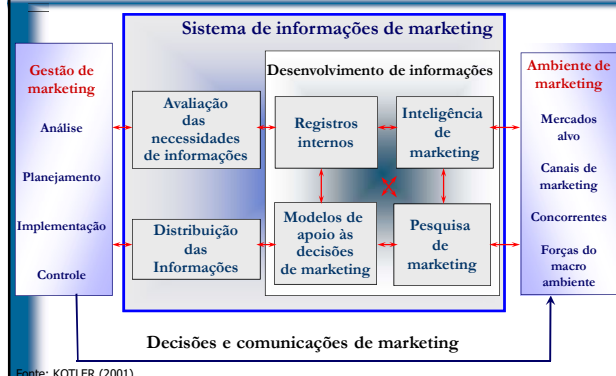 Sistema de informações de marketing
Gestão de
marketing
Análise
Planejamento
Implementação
Controle
Avaliação
das
necessidades
de informações
Distribuição
das
Informações
Desenvolvimento de informações
Registros
internos
Inteligência
de
marketing
Modelos de
apoio às
decisões
de marketing
Pesquisa
de
marketing
Ambiente de
marketing
Mercados
alvo
Canais de
marketing
Concorrentes
Forças do
macro
ambiente
Decisões e comunicações de marketing
Fonte: KOTLER (2001)